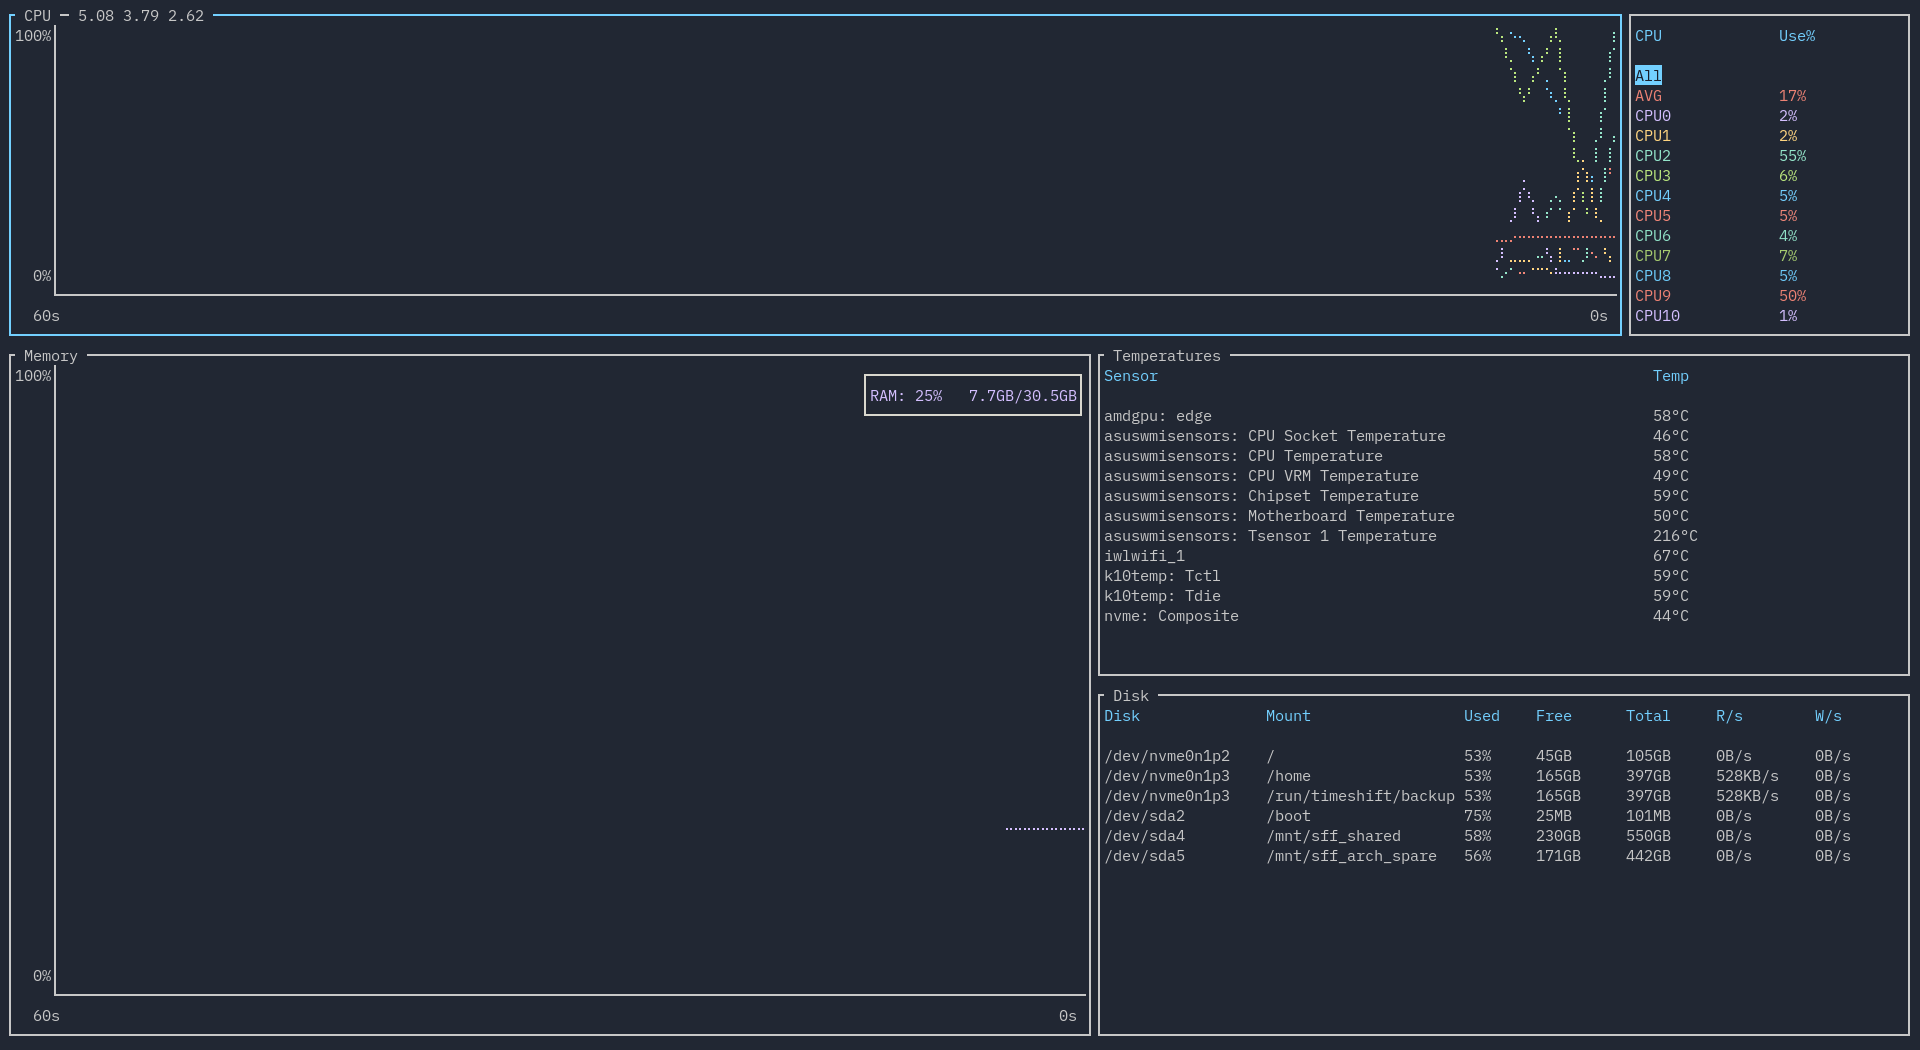 CPU 5.08 3.79 2.62
100%
0%
60s 0s
CPU Use%
All
AVG 17%
CPU0 2%
CPU1 2%
CPU2 55%
CPU3 6%
CPU4 5%
CPU5 5%
CPU6 4%
CPU7 7%
CPU8 5%
CPU9 50%
CPU10 1%
Memory
100%
RAM: 25% 7.7GB/30.5GB
0%
60s 0s
Temperatures
Sensor Temp
amdgpu: edge 58°C
asuswmisensors: CPU Socket Temperature 46°C
asuswmisensors: CPU Temperature 58°C
asuswmisensors: CPU VRM Temperature 49°C
asuswmisensors: Chipset Temperature 59°C
asuswmisensors: Motherboard Temperature 50°C
asuswmisensors: Tsensor 1 Temperature 216°C
iwlwifi_1 67°C
k10temp: Tctl 59°C
k10temp: Tdie 59°C
nvme: Composite 44°C
Disk
Disk Mount Used Free Total R/s W/s
/dev/nvme0n1p2 / 53% 45GB 105GB 0B/s 0B/s
/dev/nvme0n1p3 /home 53% 165GB 397GB 528KB/s 0B/s
/dev/nvme0n1p3 /run/timeshift/backup 53% 165GB 397GB 528KB/s 0B/s
/dev/sda2 /boot 75% 25MB 101MB 0B/s 0B/s
/dev/sda4 /mnt/sff_shared 58% 230GB 550GB 0B/s 0B/s
/dev/sda5 /mnt/sff_arch_spare 56% 171GB 442GB 0B/s 0B/s